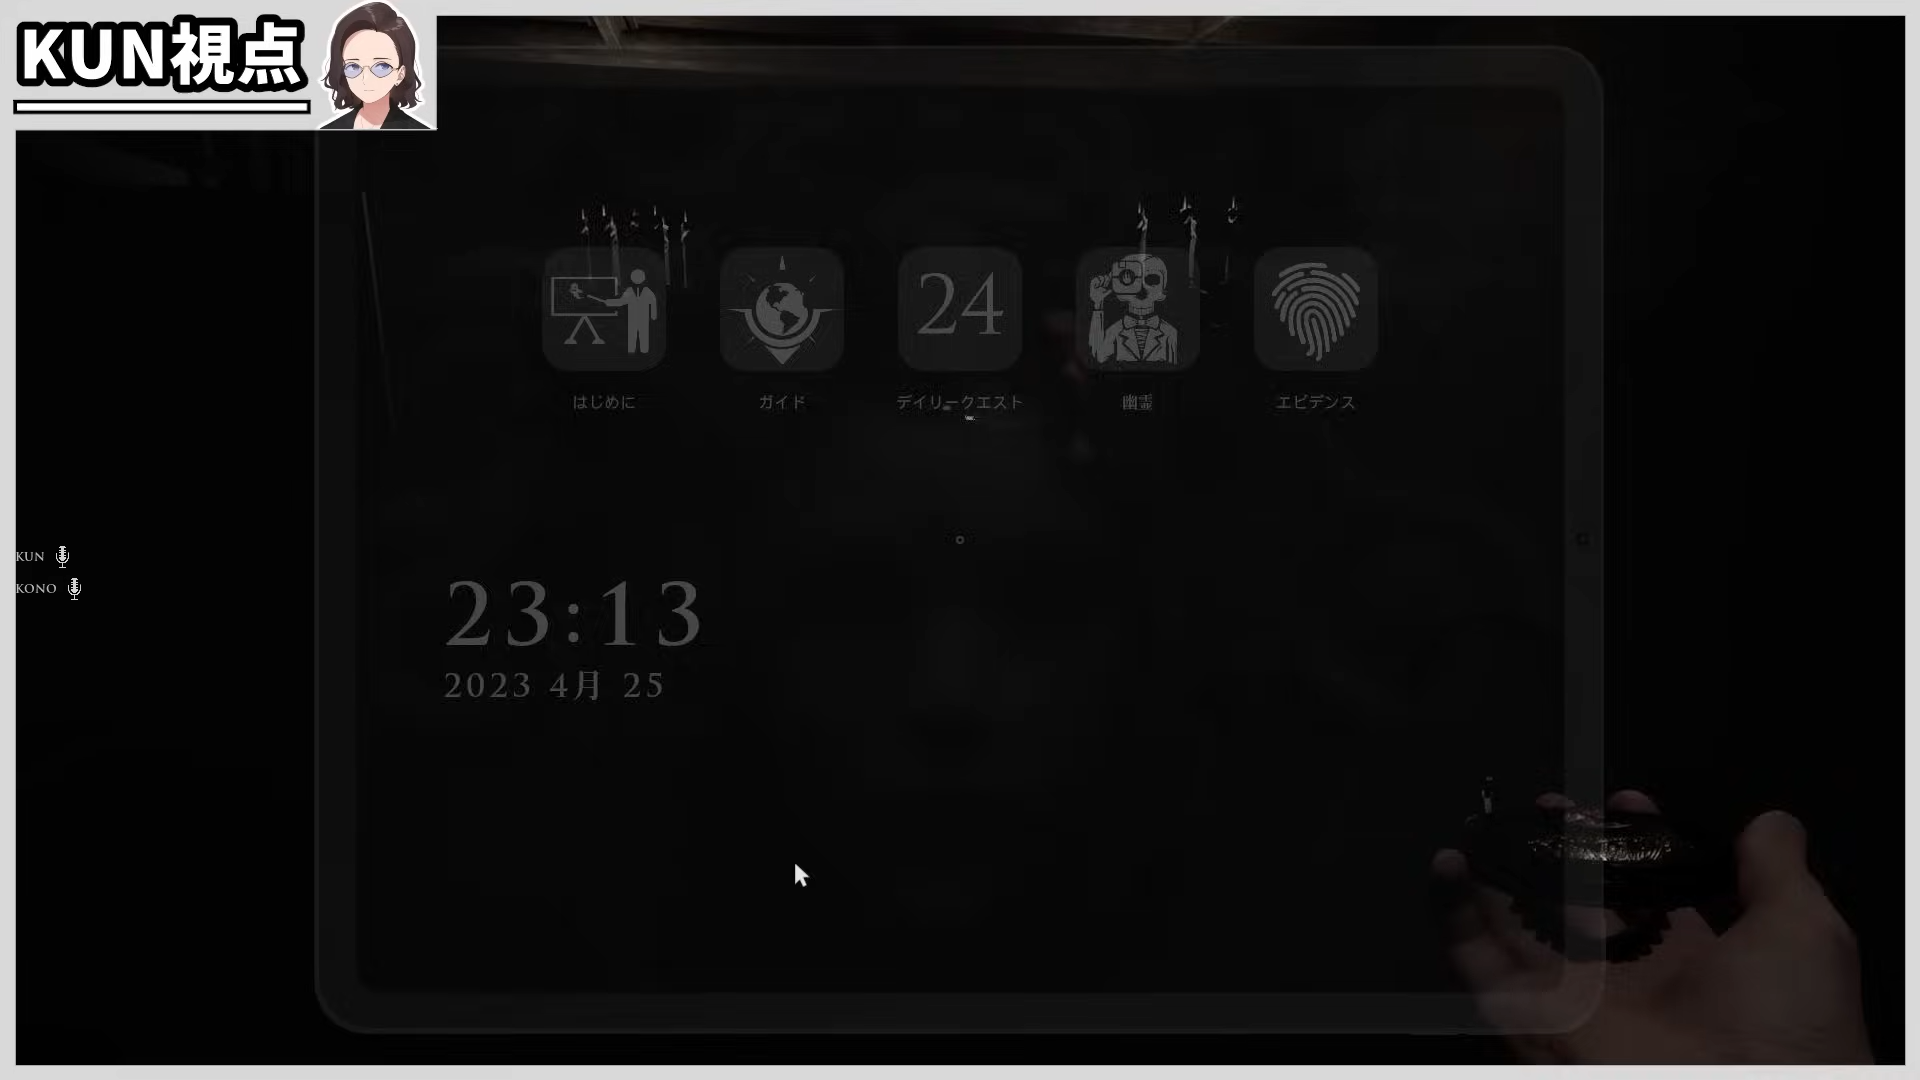 KUN視点
24
はじめに
ガイド
デイリークエスト
幽霊
エビデンス
KUN
KONO
23:13
2023 4月 25